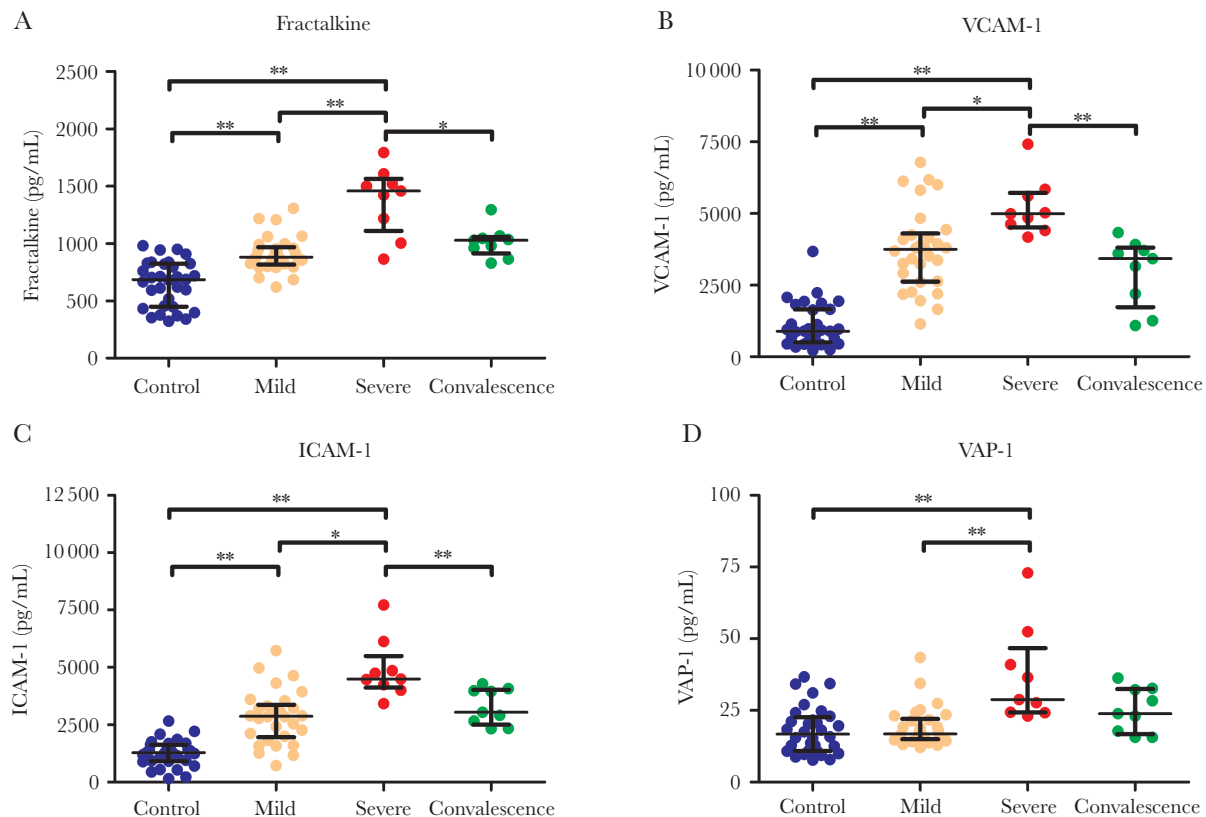 A
Fractalkine
Fractalkine (pg/mL)
2500
2000
1500
1000
500
0
**
**
**
*
Control
Mild
Severe
Convalescence
B
VCAM-1
VCAM-1 (pg/mL)
10 000
7500
5000
2500
0
**
*
**
**
Control
Mild
Severe
Convalescence
C
ICAM-1
ICAM-1 (pg/mL)
12 500
10 000
7500
5000
2500
0
**
*
**
**
Control
Mild
Severe
Convalescence
D
VAP-1
VAP-1 (pg/mL)
100
75
50
25
0
**
**
Control
Mild
Severe
Convalescence